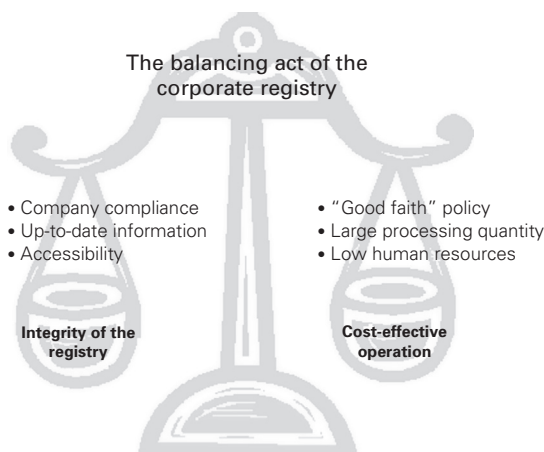 The balancing act of the
corporate registry
• Company compliance
• Up-to-date information
• Accessibility
Integrity of the
registry
• “Good faith” policy
• Large processing quantity
• Low human resources
Cost-effective
operation